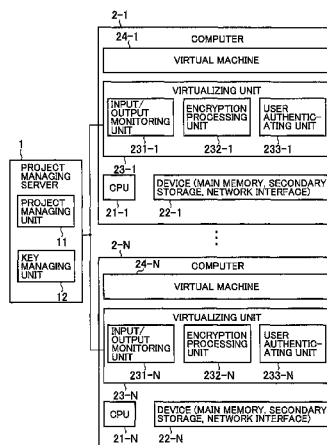 2-1
24-1
COMPUTER
VIRTUAL MACHINE
VIRTUALIZING UNIT
INPUT/
OUTPUT
MONITORING
UNIT
ENCRYPTION
PROCESSING
UNIT
USER
AUTHENTIC-
ATING UNIT
231-1
232-1
233-1
23-1
CPU
DEVICE (MAIN MEMORY, SECONDARY
STORAGE, NETWORK INTERFACE)
21-1
22-1
1
PROJECT
MANAGING
SERVER
PROJECT
MANAGING
UNIT
11
KEY
MANAGING
UNIT
12
2-N
24-N
COMPUTER
VIRTUAL MACHINE
VIRTUALIZING UNIT
INPUT/
OUTPUT
MONITORING
UNIT
ENCRYPTION
PROCESSING
UNIT
USER
AUTHENTIC-
ATING UNIT
231-N
232-N
233-N
23-N
CPU
DEVICE (MAIN MEMORY, SECONDARY
STORAGE, NETWORK INTERFACE)
21-N
22-N